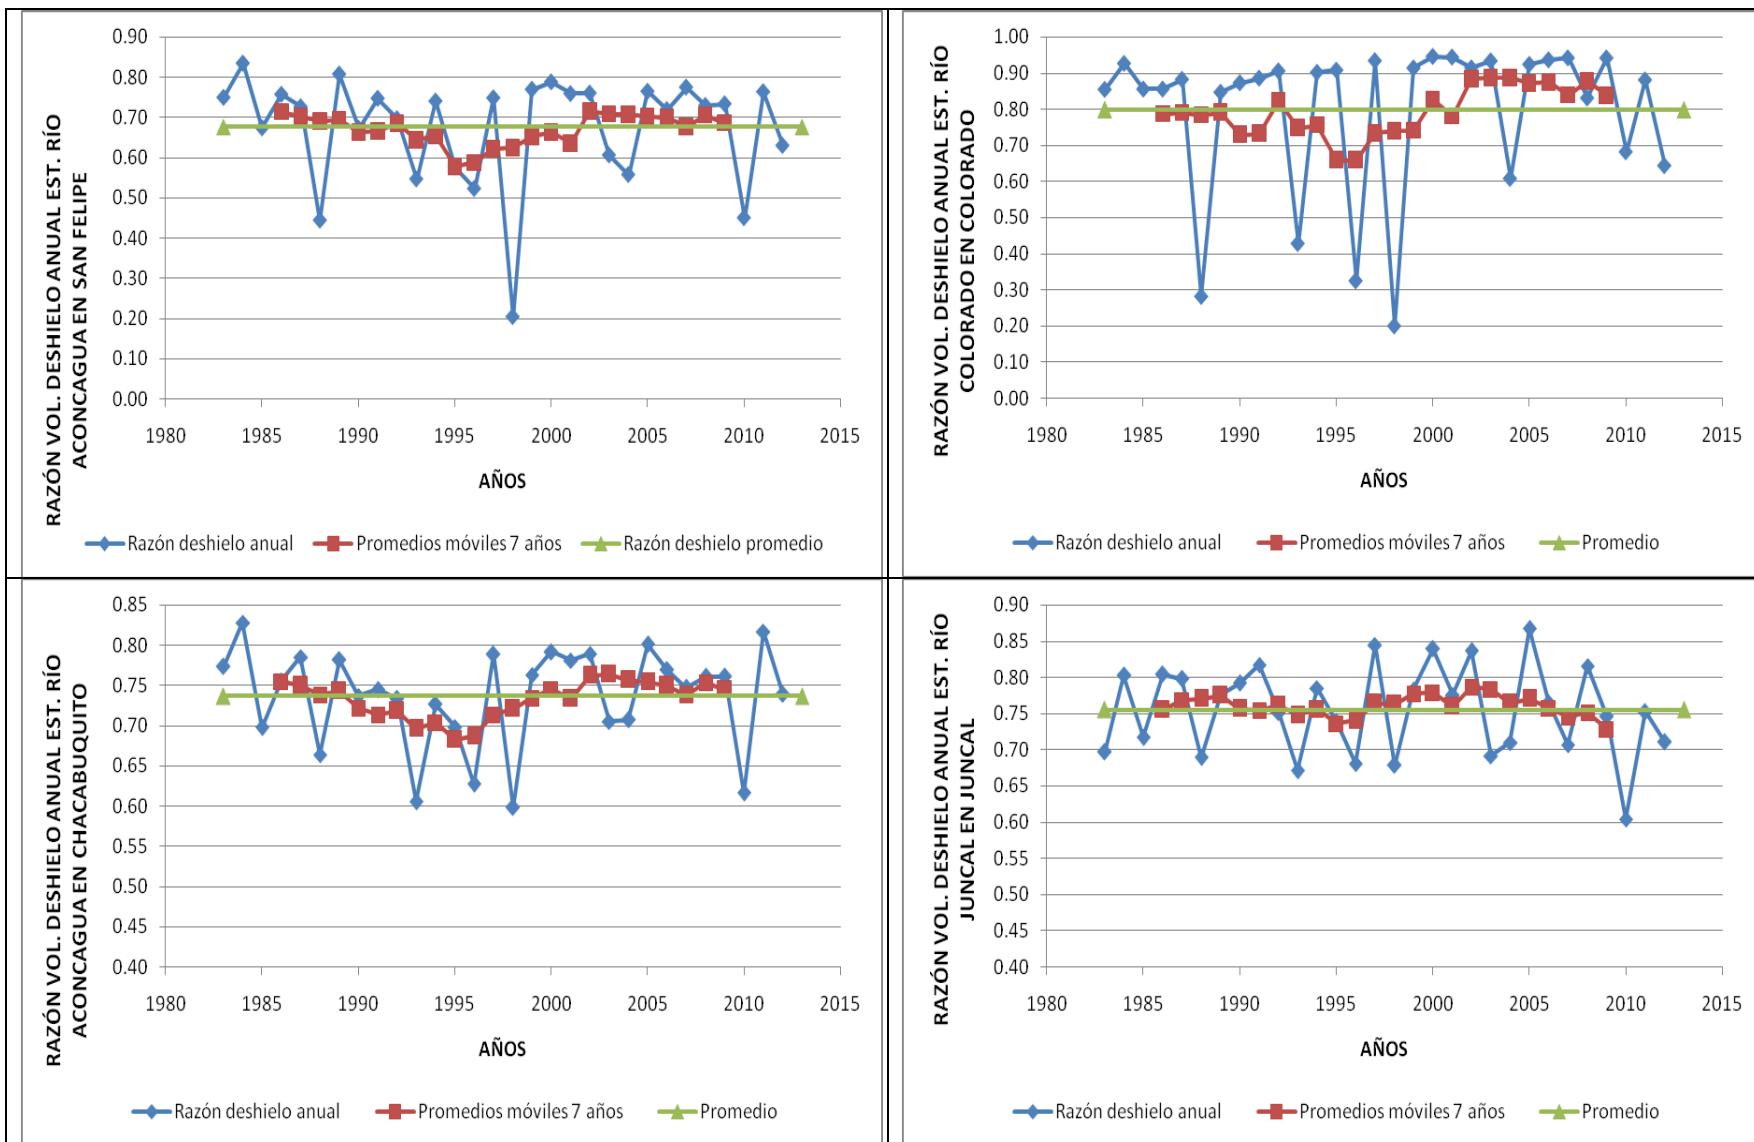 RAZÓN VOL. DESHIELO ANUAL EST. RÍO
ACONCAGUA EN SAN FELIPE
0.90
0.80
0.70
0.60
0.50
0.40
0.30
0.20
0.10
0.00
1980 1985 1990 1995 2000 2005 2010 2015
AÑOS
Razón deshielo anual Promedios móviles 7 años Razón deshielo promedio
RAZÓN VOL. DESHIELO ANUAL EST. RÍO
COLORADO EN COLORADO
1.00
0.90
0.80
0.70
0.60
0.50
0.40
0.30
0.20
0.10
0.00
1980 1985 1990 1995 2000 2005 2010 2015
AÑOS
Razón deshielo anual Promedios móviles 7 años Promedio
RAZÓN VOL. DESHIELO ANUAL EST. RÍO
ACONCAGUA EN CHACABUQUITO
0.85
0.80
0.75
0.70
0.65
0.60
0.55
0.50
0.45
0.40
1980 1985 1990 1995 2000 2005 2010 2015
AÑOS
Razón deshielo anual Promedios móviles 7 años Promedio
RAZÓN VOL. DESHIELO ANUAL EST. RÍO
JUNCAL EN JUNCAL
0.90
0.85
0.80
0.75
0.70
0.65
0.60
0.55
0.50
0.45
0.40
1980 1985 1990 1995 2000 2005 2010 2015
AÑOS
Razón deshielo anual Promedios móviles 7 años Promedio